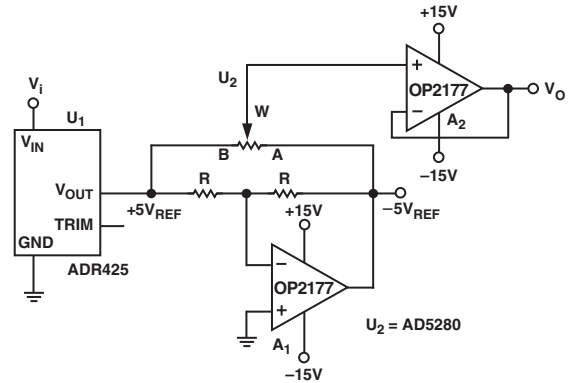 +15V
V_i
U_2
+
OP2177
V_O
U_1
W
−
A_2
V_IN
B
A
−15V
V_OUT
R
R
+5V_REF
−5V_REF
TRIM
+15V
GND
−
ADR425
OP2177
+
U_2 = AD5280
A_1
−15V